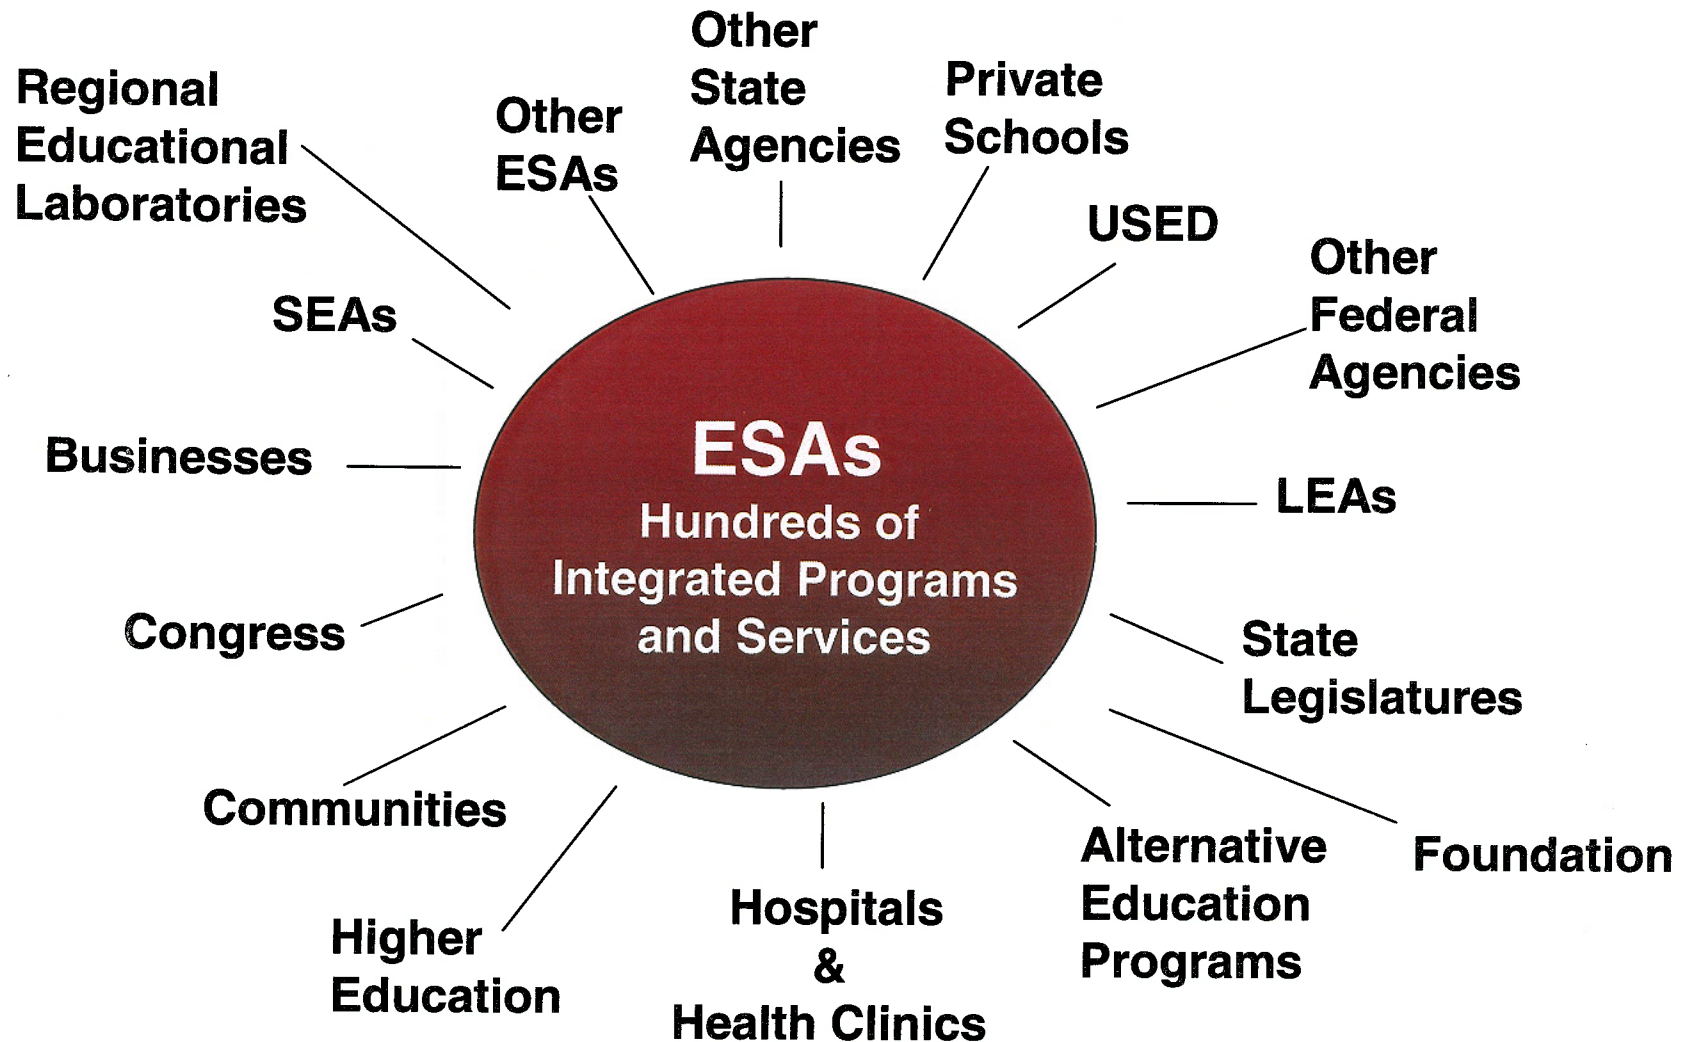 Other
State
Agencies
Private
Schools
Regional
Educational
Laboratories
Other
ESAs
USED
Other
Federal
Agencies
SEAs
Businesses
ESAs
Hundreds of
Integrated Programs
and Services
LEAs
Congress
State
Legislatures
Communities
Higher
Education
Hospitals
&
Health Clinics
Alternative
Education
Programs
Foundation